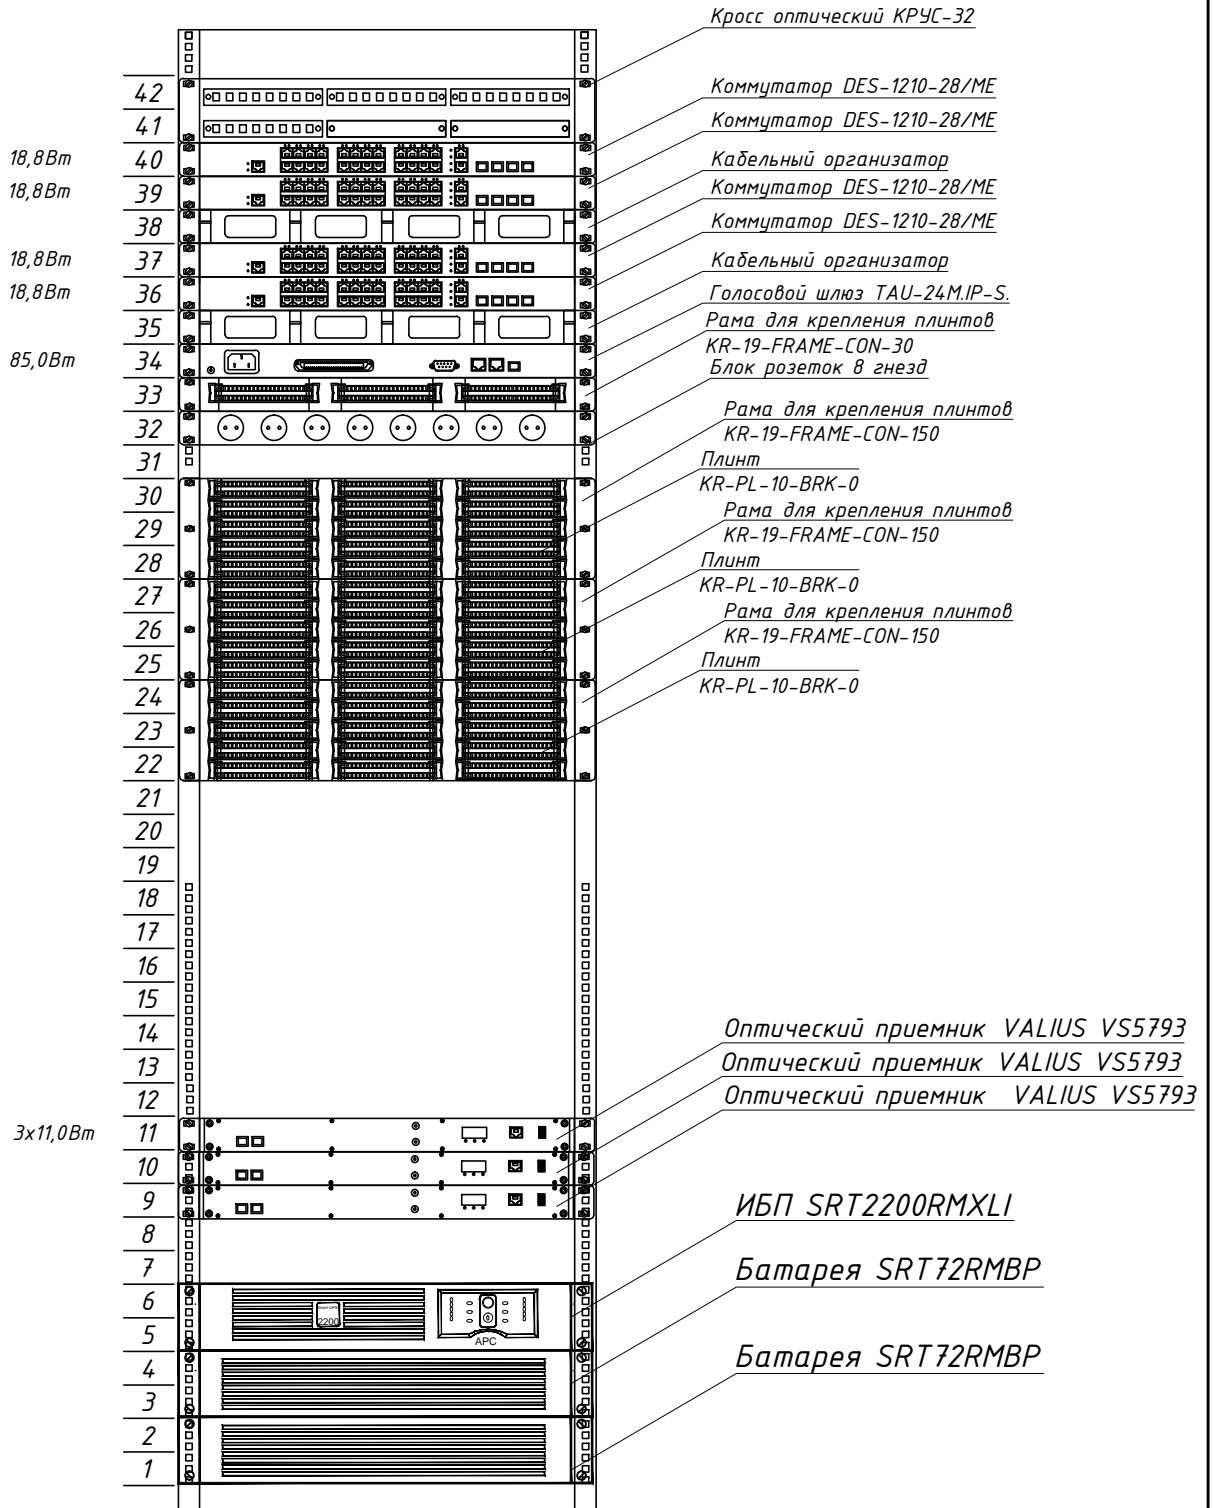 Кросс оптический КРУС-32
42
Коммутатор DES-1210-28/ME
41
Коммутатор DES-1210-28/ME
18,8Вт
40
Кабельный организатор
18,8Вт
39
Коммутатор DES-1210-28/ME
38
Коммутатор DES-1210-28/ME
18,8Вт
37
Кабельный организатор
18,8Вт
36
Голосовой шлюз TAU-24M.IP-S.
35
Рама для крепления плинтов
KR-19-FRAME-CON-30
85,0Вт
34
Блок розеток 8 гнезд
33
Рама для крепления плинтов
32
KR-19-FRAME-CON-150
31
Плинт
30
KR-PL-10-BRK-0
Рама для крепления плинтов
29
KR-19-FRAME-CON-150
28
Плинт
27
KR-PL-10-BRK-0
Рама для крепления плинтов
26
KR-19-FRAME-CON-150
25
Плинт
24
KR-PL-10-BRK-0
23
22
21
20
19
18
17
16
15
14
Оптический приемник VALIUS VS5793
13
Оптический приемник VALIUS VS5793
12
Оптический приемник VALIUS VS5793
3х11,0Вт
11
10
9
ИБП SRT2200RMXLI
8
7
Батарея SRT72RMBP
6
2200
5
APC
Батарея SRT72RMBP
4
3
2
1